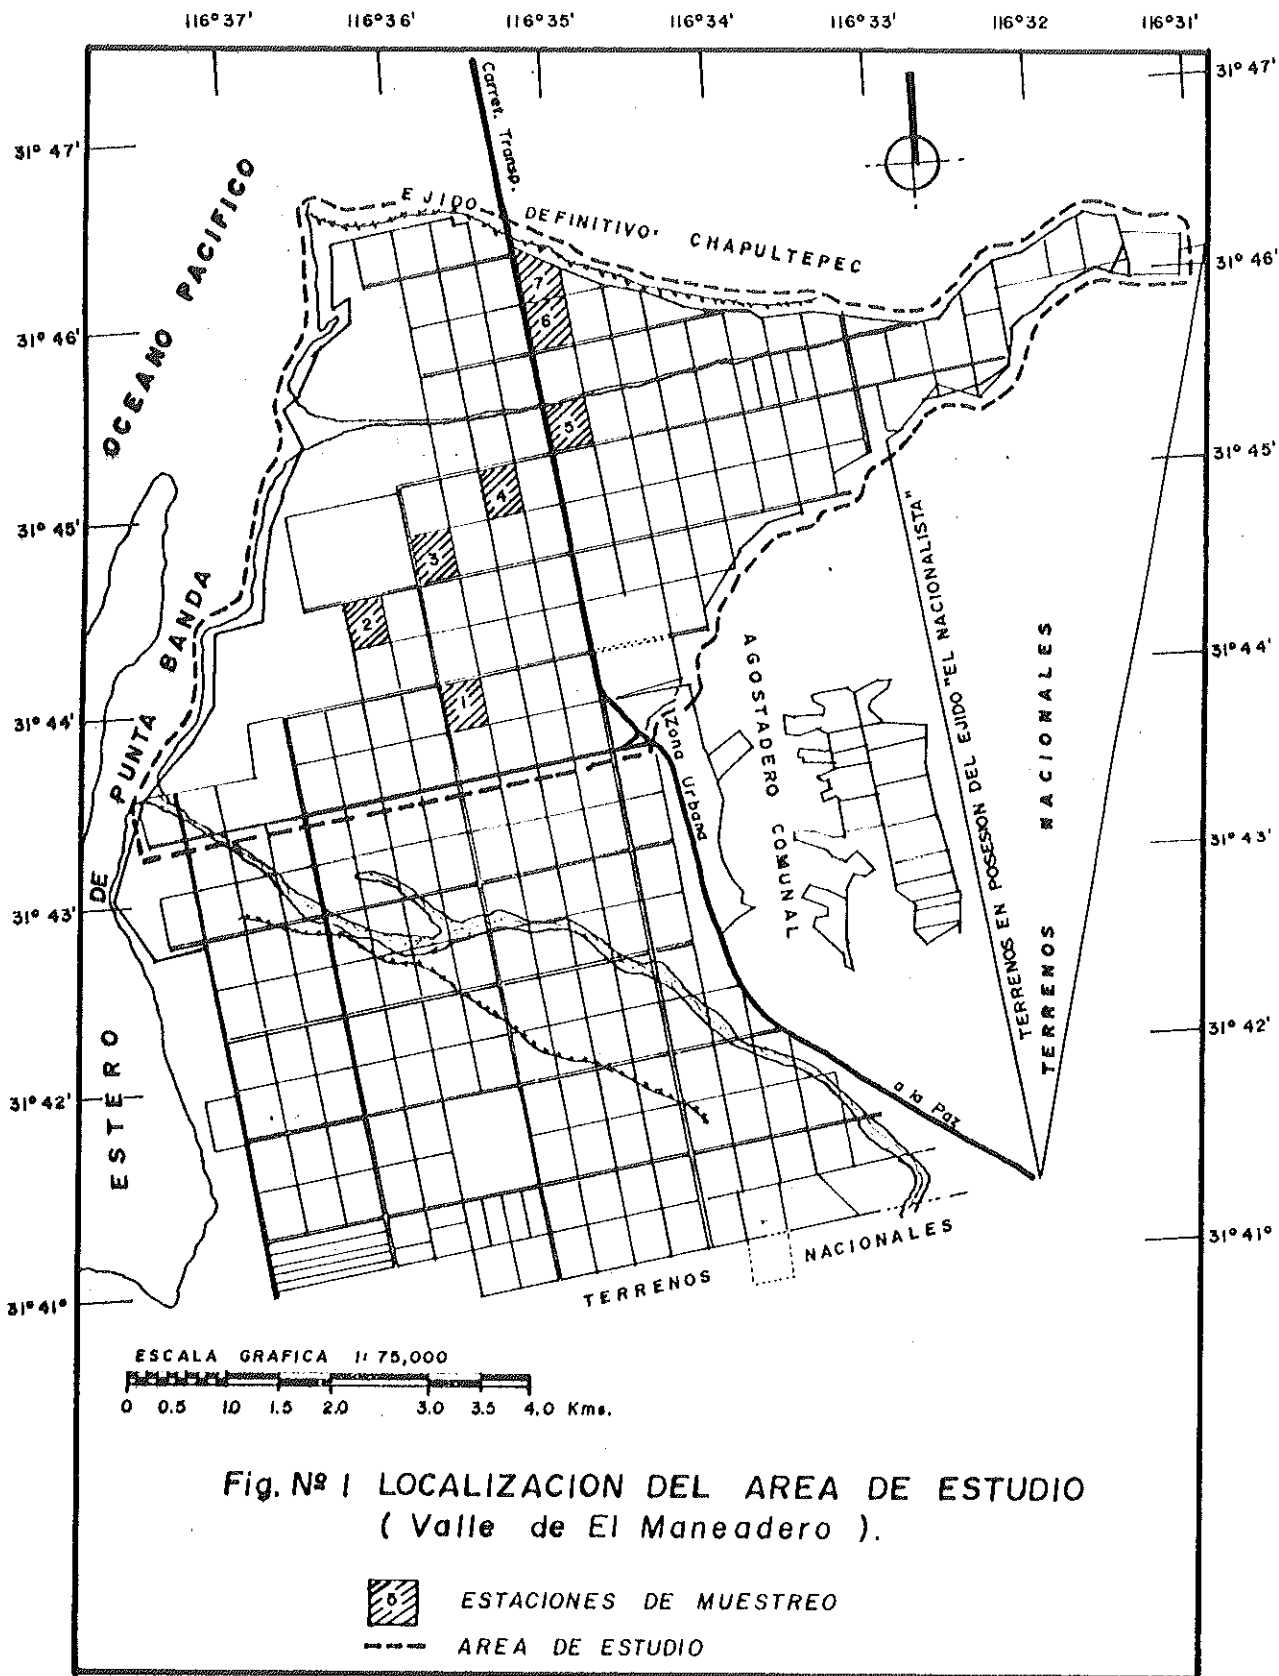 116°37' 116°36' 116°35' 116°34' 116°33' 116°32' 116°31'
31° 47'
31° 46'
31° 45'
31° 44'
31° 43'
31° 42'
31° 41°
31° 47'
31° 46'
31° 45'
31° 44'
31° 43'
31° 42'
31° 41°
Carret. Transp.
OCEANO PACIFICO
EJIDO DEFINITIVO' CHAPULTEPEC
7
6
5
4
3
2
1
ESTERO DE PUNTA BANDA
Zona Urbana
AGOSTADERO COMUNAL
TERRENOS EN POSESION DEL EJIDO "EL NACIONALISTA"
TERRENOS NACIONALES
a la Paz
TERRENOS NACIONALES
ESCALA GRAFICA 1:75,000
0 0.5 1.0 1.5 2.0 3.0 3.5 4.0 Kms.
Fig. Nº 1 LOCALIZACION DEL AREA DE ESTUDIO
( Valle de El Maneadero ).
ESTACIONES DE MUESTREO
AREA DE ESTUDIO